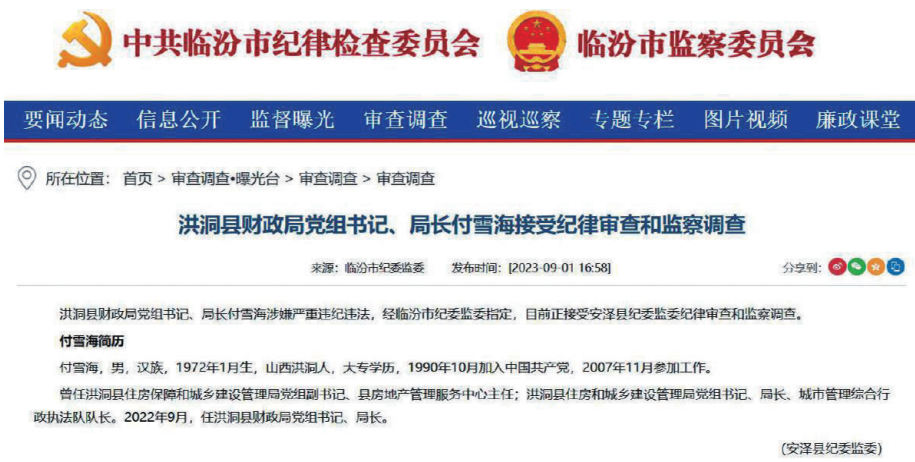 中共临汾市纪律检查委员会 临汾市监察委员会
要闻动态 信息公开 监督曝光 审查调查 巡视巡察 专题专栏 图片视频 廉政课堂
所在位置： 首页 > 审查调查•曝光台 > 审查调查 > 审查调查
洪洞县财政局党组书记、局长付雪海接受纪律审查和监察调查
来源：临汾市纪委监委 发布时间：[2023-09-01 16:58] 分享到：
洪洞县财政局党组书记、局长付雪海涉嫌严重违纪违法，经临汾市纪委监委指定，目前正接受安泽县纪委监委纪律审查和监察调查。
付雪海简历
付雪海，男，汉族，1972年1月生，山西洪洞人，大专学历，1990年10月加入中国共产党，2007年11月参加工作。
曾任洪洞县住房保障和城乡建设管理局党组副书记、县房地产管理服务中心主任；洪洞县住房和城乡建设管理局党组书记、局长、城市管理综合行
政执法队队长。2022年9月，任洪洞县财政局党组书记、局长。
(安泽县纪委监委)